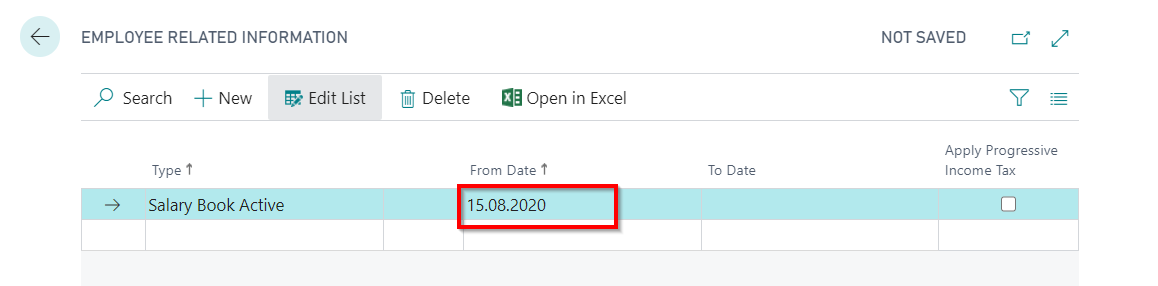 EMPLOYEE RELATED INFORMATION
NOT SAVED
Search
New
Edit List
Delete
Open in Excel
Type ↑
From Date ↑
To Date
Apply Progressive
Income Tax
Salary Book Active
15.08.2020